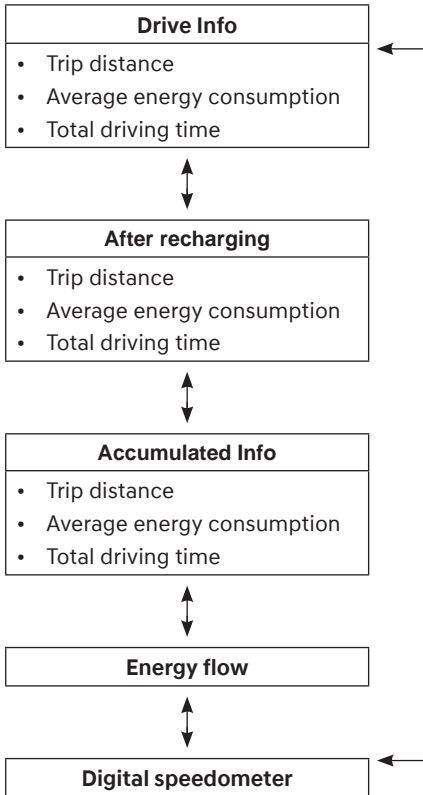 Drive Info
• Trip distance
• Average energy consumption
• Total driving time
After recharging
• Trip distance
• Average energy consumption
• Total driving time
Accumulated Info
• Trip distance
• Average energy consumption
• Total driving time
Energy flow
Digital speedometer